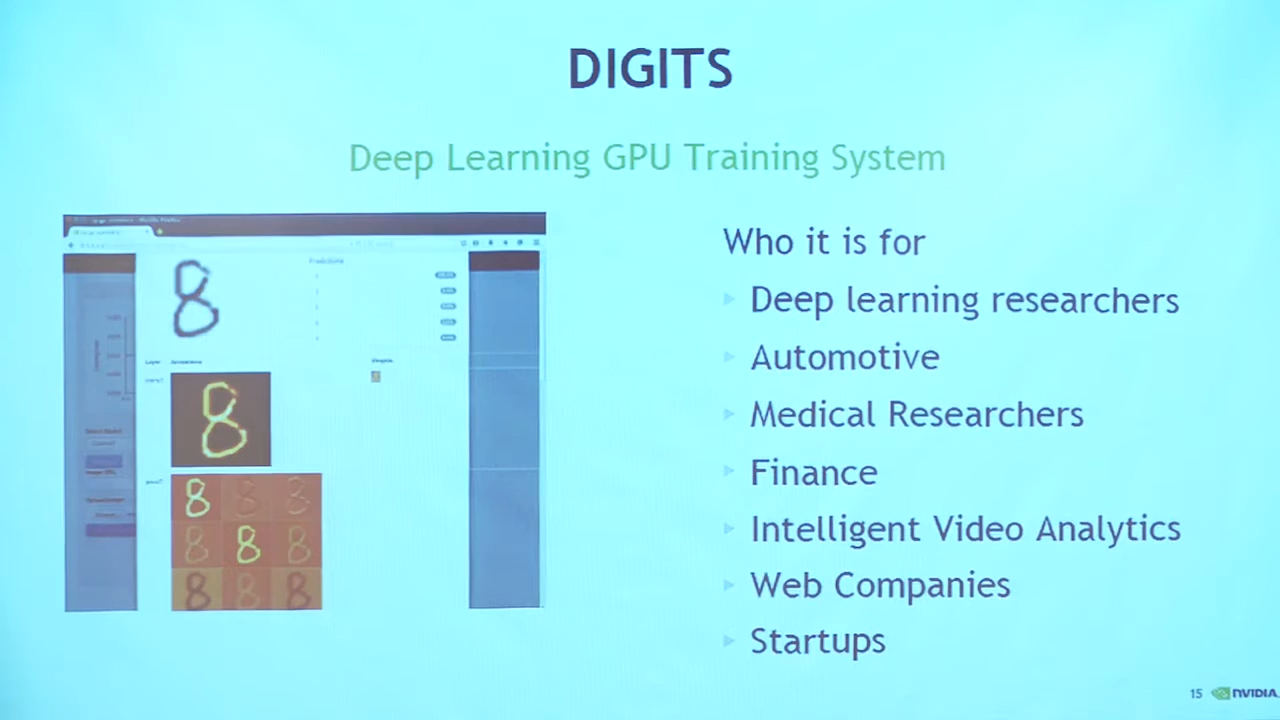 DIGITS
Deep Learning GPU Training System
Predictions
Who it is for
Deep learning researchers
Automotive
Medical Researchers
Finance
Intelligent Video Analytics
Web Companies
Startups
15 NVIDIA.